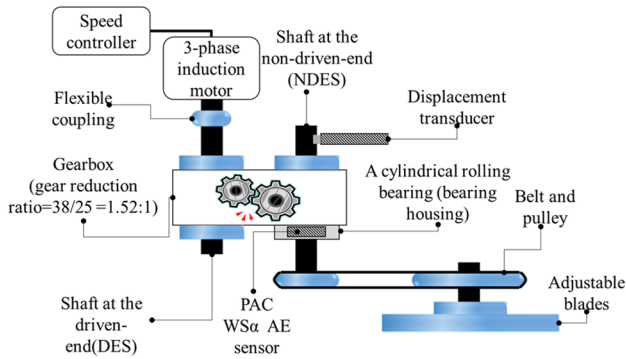 Speed
controller
3-phase
induction
motor
Shaft at the
non-driven-end
(NDES)
Flexible
coupling
Displacement
transducer
Gearbox
(gear reduction
ratio=38/25 =1.52:1)
A cylindrical rolling
bearing (bearing
housing)
Belt and
pulley
Shaft at the
driven-
end(DES)
PAC
WSα AE
sensor
Adjustable
blades